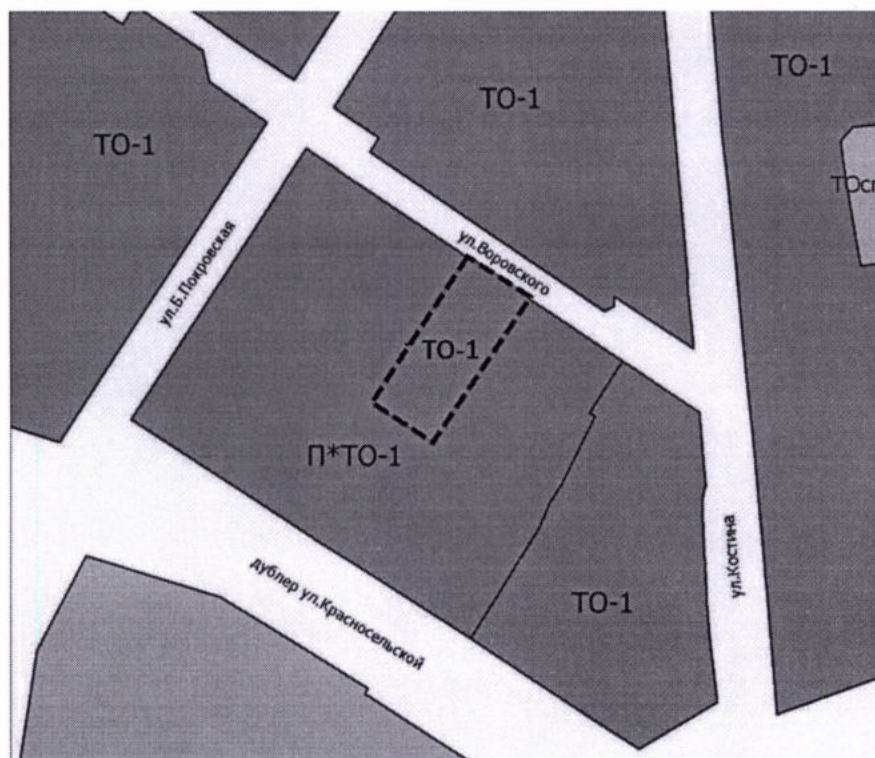 ТО-1
ТО-1
ТО-1
ТОсп
ул.Б.Покровская
ул.Воровского
ТО-1
П*ТО-1
дублер ул.Красносельской
ТО-1
ул.Костина